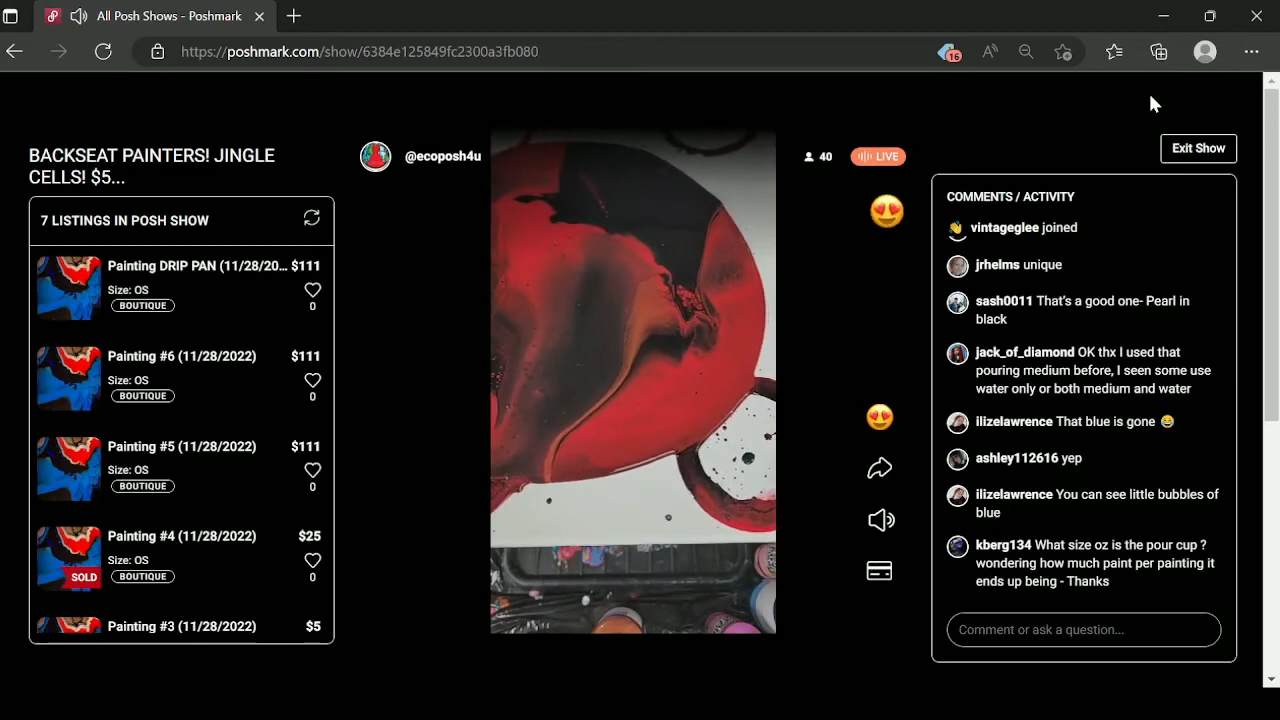 All Posh Shows - Poshmark
https://poshmark.com/show/6384e125849fc2300a3fb080
16
BACKSEAT PAINTERS! JINGLE
CELLS! $5...
7 LISTINGS IN POSH SHOW
Painting DRIP PAN (11/28/20... $111
Size: OS
BOUTIQUE
0
Painting #6 (11/28/2022) $111
Size: OS
BOUTIQUE
0
Painting #5 (11/28/2022) $111
Size: OS
BOUTIQUE
0
Painting #4 (11/28/2022) $25
Size: OS
SOLD BOUTIQUE
0
Painting #3 (11/28/2022) $5
@ecoposh4u
40 LIVE
Exit Show
COMMENTS / ACTIVITY
vintageglee joined
jrhelms unique
sash0011 That's a good one- Pearl in
black
jack_of_diamond OK thx I used that
pouring medium before, I seen some use
water only or both medium and water
ilizelawrence That blue is gone 😂
ashley112616 yep
ilizelawrence You can see little bubbles of
blue
kberg134 What size oz is the pour cup ?
wondering how much paint per painting it
ends up being - Thanks
Comment or ask a question...